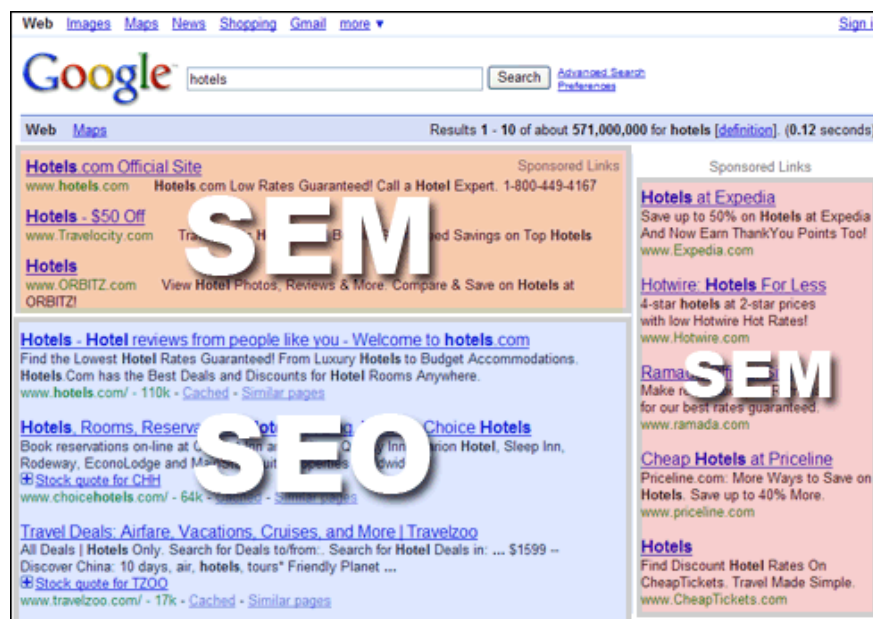 Web Images Maps News Shopping Gmail more ▼ Sign i
Google hotels Search Advanced Search
Preferences
Web Maps Results 1 - 10 of about 571,000,000 for hotels [definition]. (0.12 seconds)
Hotels.com Official Site Sponsored Links
www.hotels.com Hotels.com Low Rates Guaranteed! Call a Hotel Expert. 1-800-449-4167
Hotels - $50 Off
www.Travelocity.com Savings on Top Hotels
Hotels
www.ORBITZ.com View Hotel Photos, Reviews & More. Compare & Save on Hotels at
ORBITZ!
SEM
Hotels - Hotel reviews from people like you - Welcome to hotels.com
Find the Lowest Hotel Rates Guaranteed! From Luxury Hotels to Budget Accommodations.
Hotels.Com has the Best Deals and Discounts for Hotel Rooms Anywhere.
www.hotels.com/ - 110k - Cached - Similar pages
Hotels, Rooms, Choice Hotels
Book reservations on-line at Hotel, Sleep Inn,
Rodeway, EconoLodge and
Stock quote for CHH
www.choicehotels.com/ - 64k - Cached - Similar pages
SEO
Travel Deals: Airfare, Vacations, Cruises, and More | Travelzoo
All Deals | Hotels Only. Search for Deals to/from:. Search for Hotel Deals in: ... $1599 --
Discover China: 10 days, air, hotels, tours* Friendly Planet ...
Stock quote for TZOO
www.travelzoo.com/ - 17k - Cached - Similar pages
Sponsored Links
Hotels at Expedia
Save up to 50% on Hotels at Expedia
And Now Earn ThankYou Points Too!
www.Expedia.com
Hotwire: Hotels For Less
4-star hotels at 2-star prices
with low Hotwire Hot Rates!
www.Hotwire.com
Make
for our best rates guaranteed.
www.ramada.com
SEM
Cheap Hotels at Priceline
Priceline.com: More Ways to Save on
Hotels. Save up to 40% More.
www.priceline.com
Hotels
Find Discount Hotel Rates On
CheapTickets. Travel Made Simple.
www.CheapTickets.com